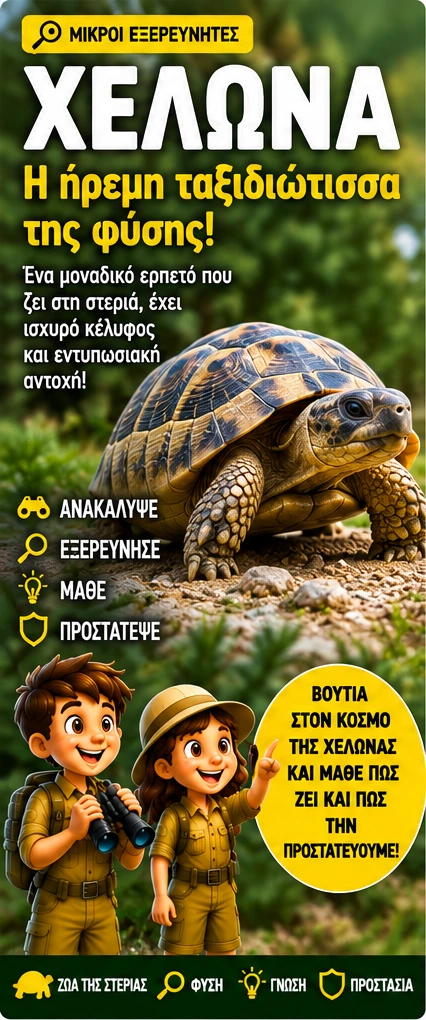 ΜΙΚΡΟΙ ΕΞΕΡΕΥΝΗΤΕΣ
ΧΕΛΩΝΑ
Η ήρεμη ταξιδιώτισσα
της φύσης!
Ένα μοναδικό ερπετό που
ζει στη στεριά, έχει
ισχυρό κέλυφος
και εντυπωσιακή
αντοχή!
ΑΝΑΚΑΛΥΨΕ
ΕΞΕΡΕΥΝΗΣΕ
ΜΑΘΕ
ΠΡΟΣΤΑΤΕΨΕ
ΒΟΥΤΙΑ
ΣΤΟΝ ΚΟΣΜΟ
ΤΗΣ ΧΕΛΩΝΑΣ
ΚΑΙ ΜΑΘΕ ΠΩΣ
ΖΕΙ ΚΑΙ ΠΩΣ
ΤΗΝ
ΠΡΟΣΤΑΤΕΥΟΥΜΕ!
ΖΩΑ ΤΗΣ ΣΤΕΡΙΑΣ ΦΥΣΗ ΓΝΩΣΗ ΠΡΟΣΤΑΣΙΑ